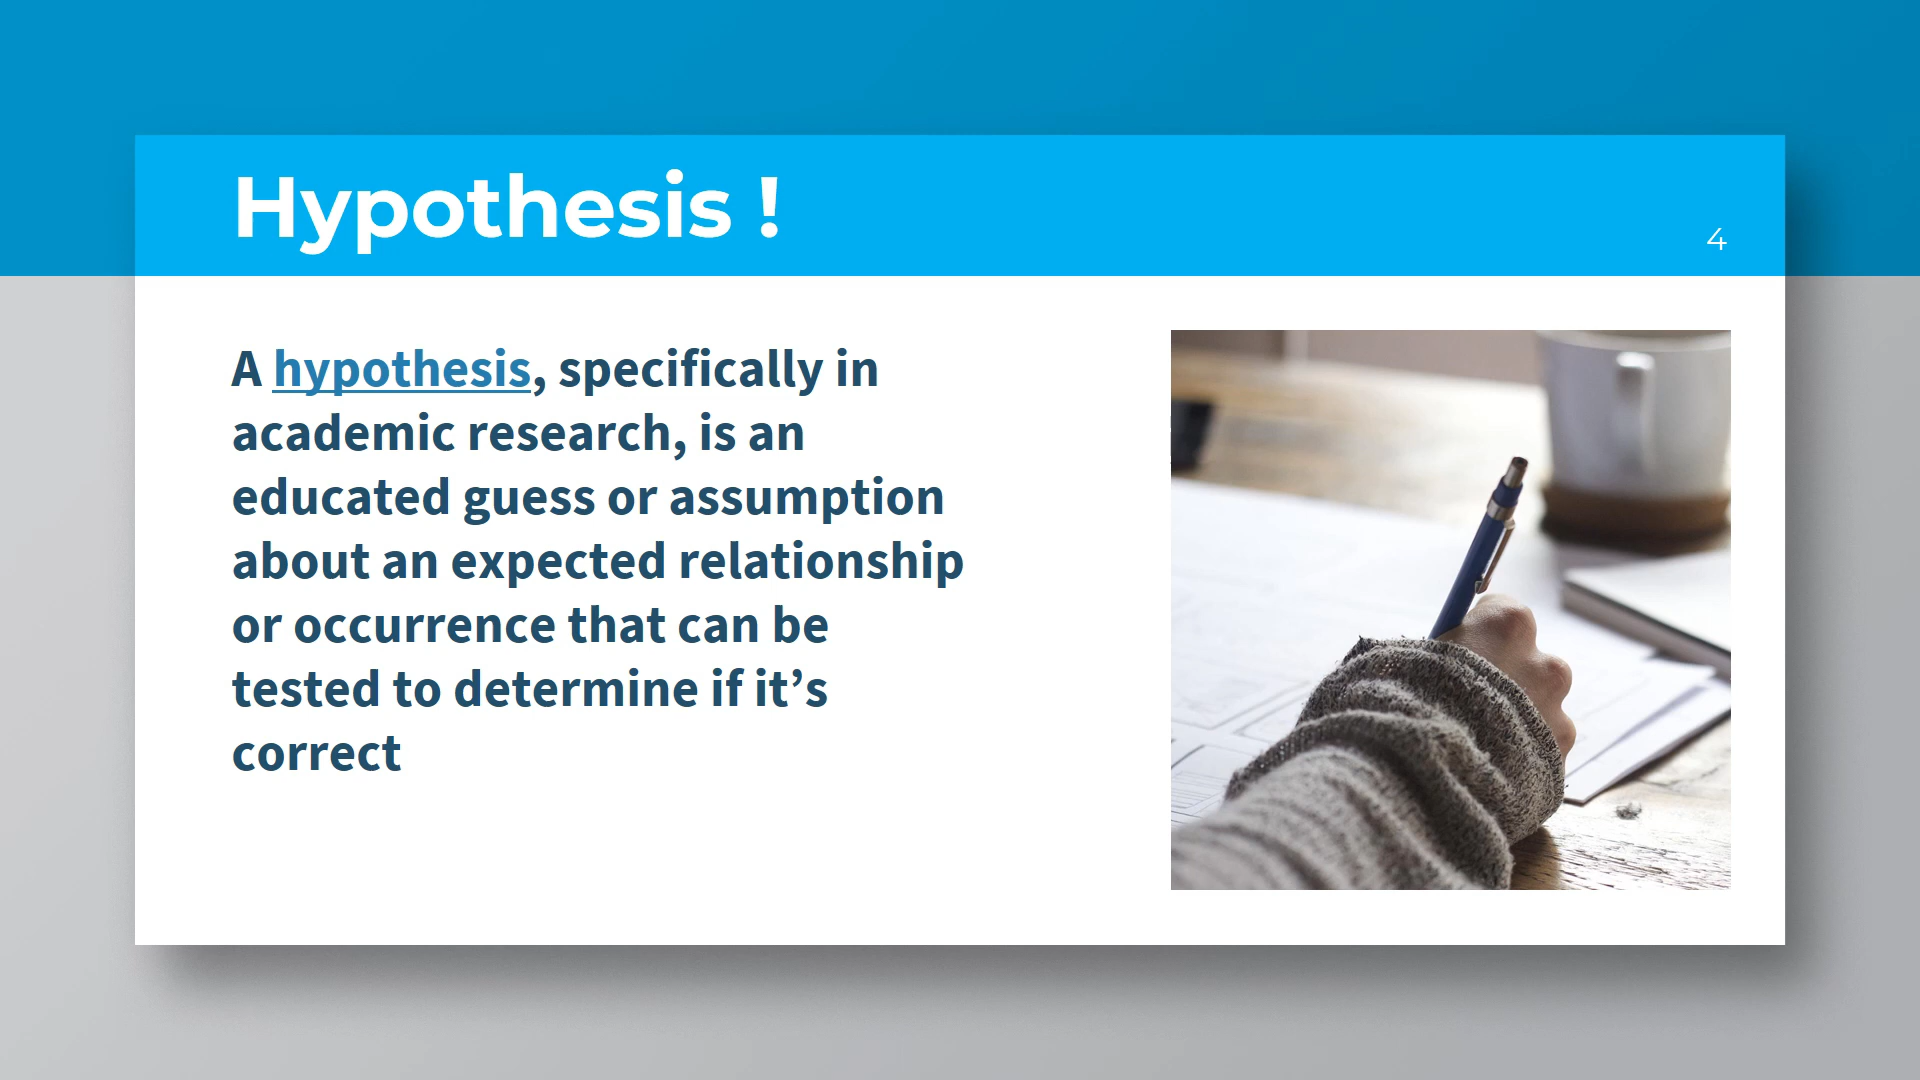 Hypothesis !
4
A hypothesis, specifically in
academic research, is an
educated guess or assumption
about an expected relationship
or occurrence that can be
tested to determine if it’s
correct